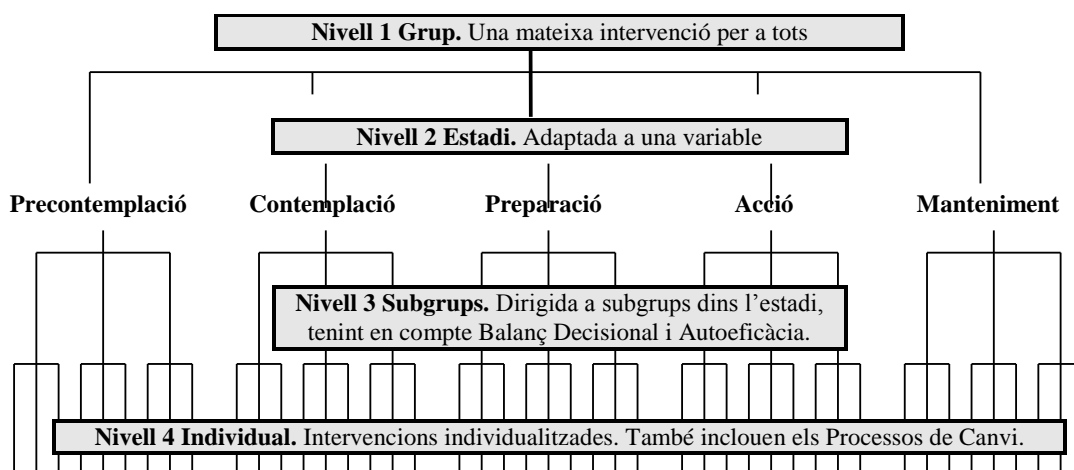 Nivell 1 Grup. Una mateixa intervenció per a tots
Nivell 2 Estadi. Adaptada a una variable
Precontemplació Contemplació Preparació Acció Manteniment
Nivell 3 Subgrups. Dirigida a subgrups dins l’estadi,
tenint en compte Balanç Decisional i Autoeficàcia.
Nivell 4 Individual. Intervencions individualitzades. També inclouen els Processos de Canvi.